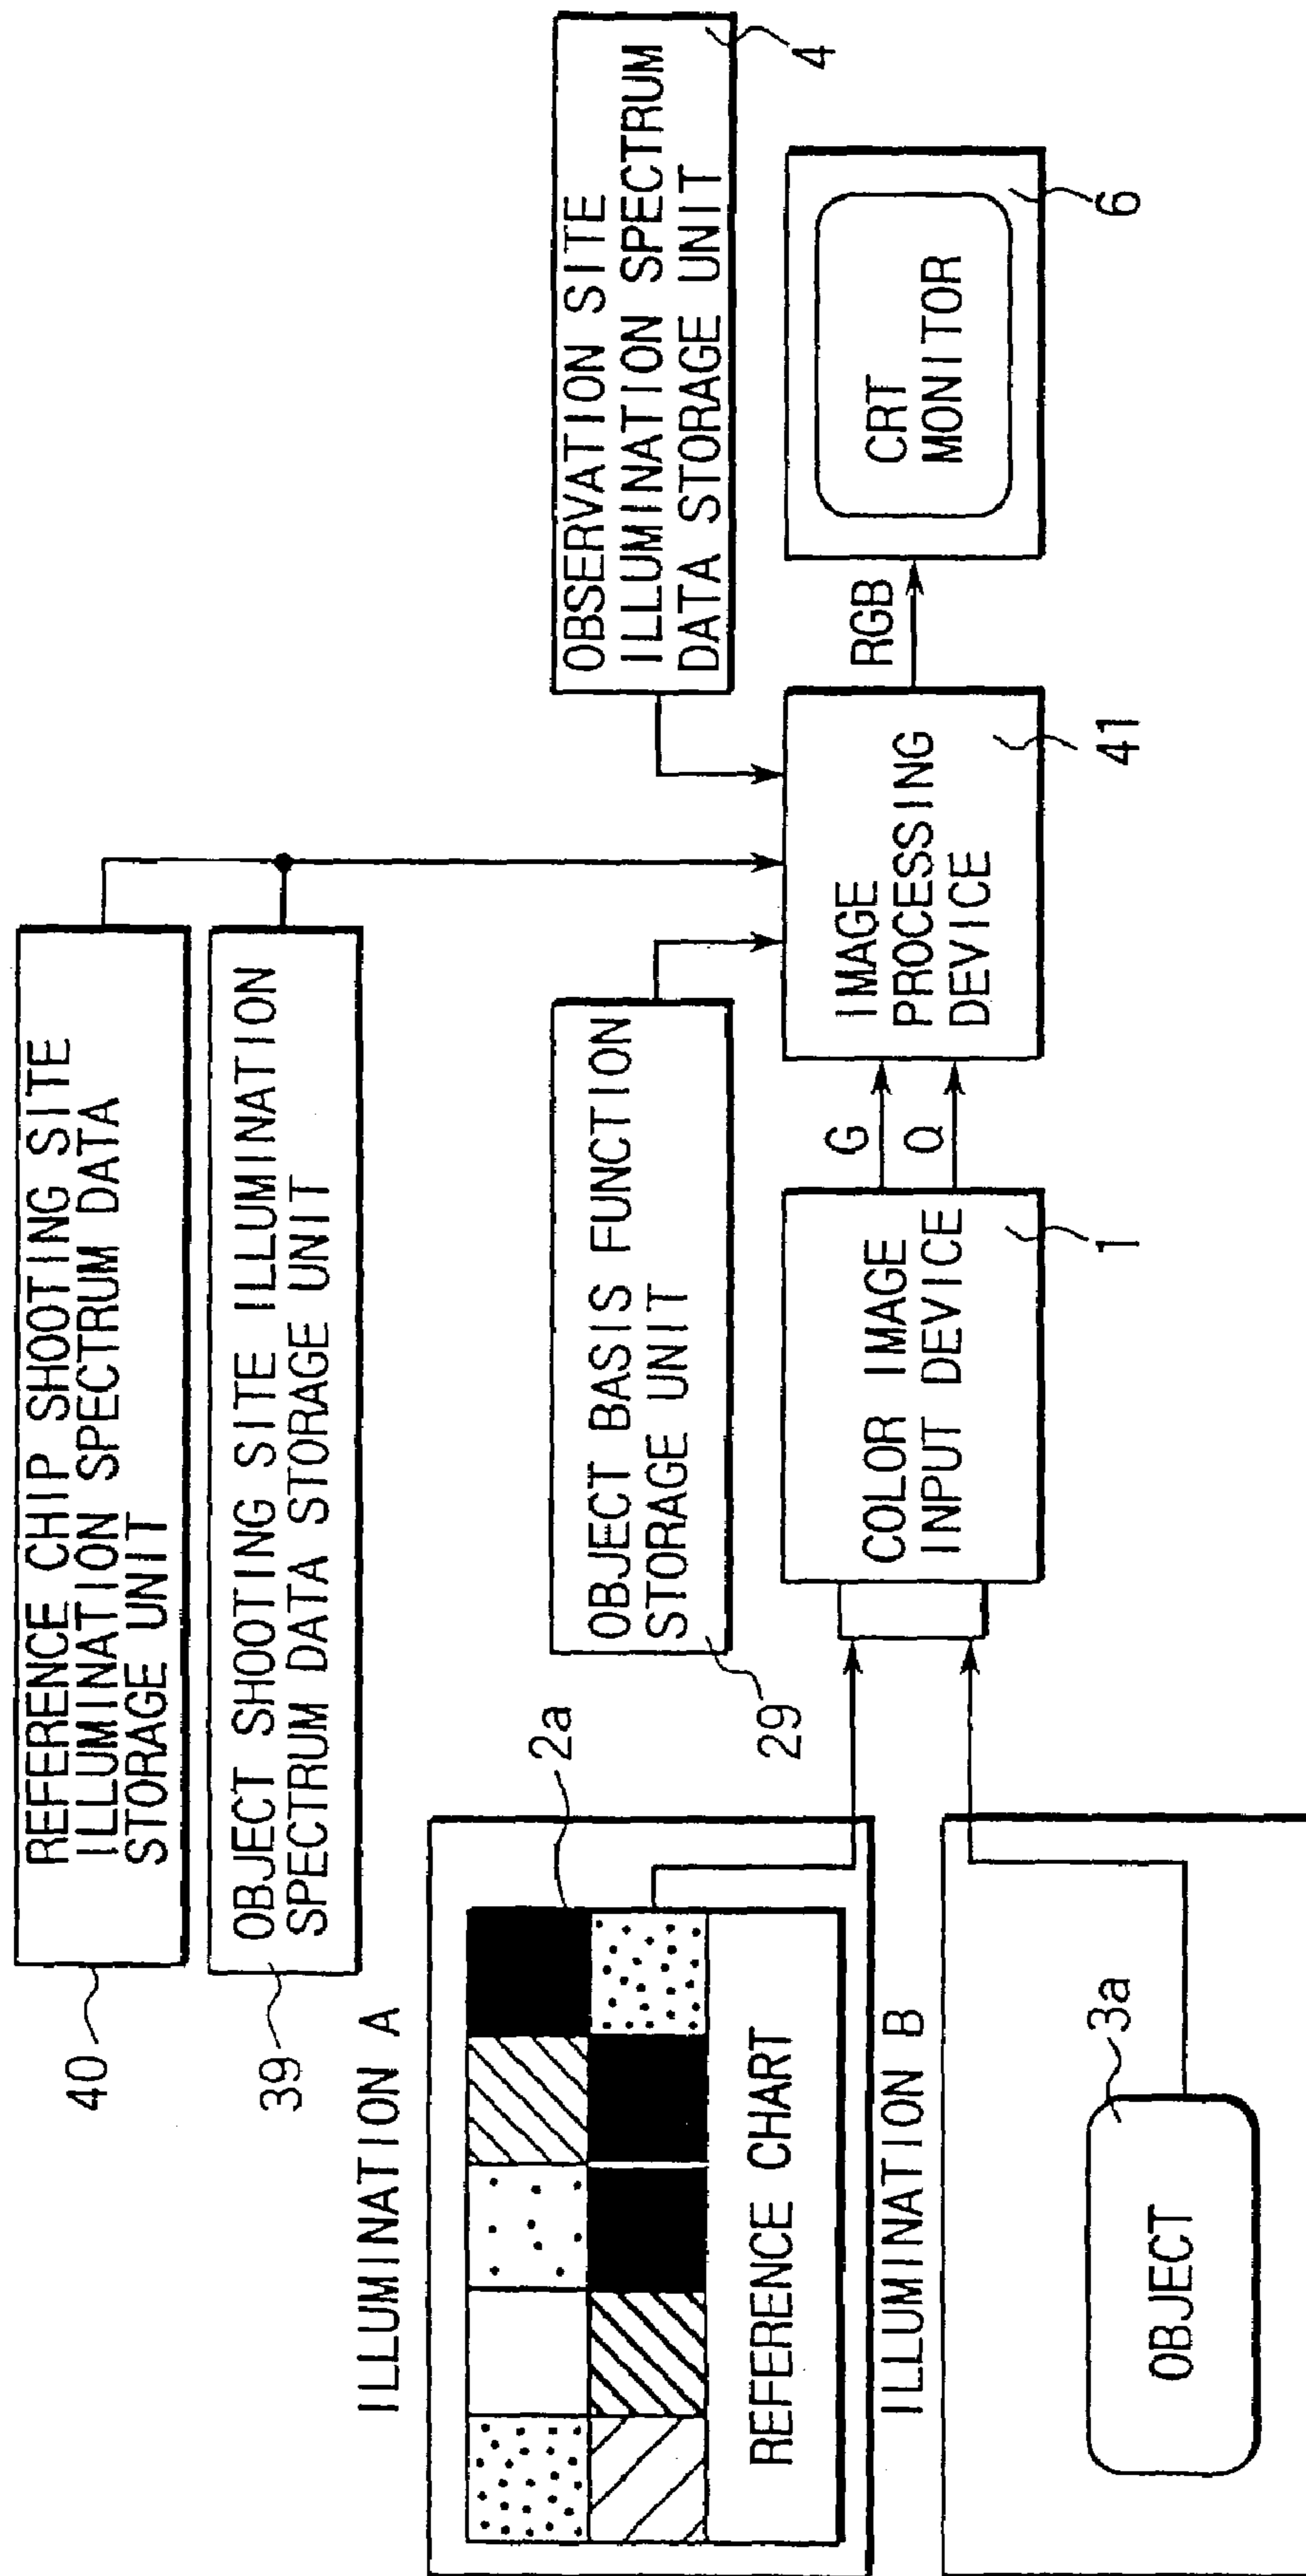 REFERENCE CHIP SHOOTING SITE
ILLUMINATION SPECTRUM DATA
STORAGE UNIT
40
OBJECT SHOOTING SITE ILLUMINATION
SPECTRUM DATA STORAGE UNIT
39
ILLUMINATION A
2a
REFERENCE CHART
ILLUMINATION B
3a
OBJECT
OBJECT BASIS FUNCTION
STORAGE UNIT
29
COLOR IMAGE
INPUT DEVICE
1
G
Q
IMAGE
PROCESSING
DEVICE
41
OBSERVATION SITE
ILLUMINATION SPECTRUM
DATA STORAGE UNIT
4
RGB
CRT
MONITOR
6